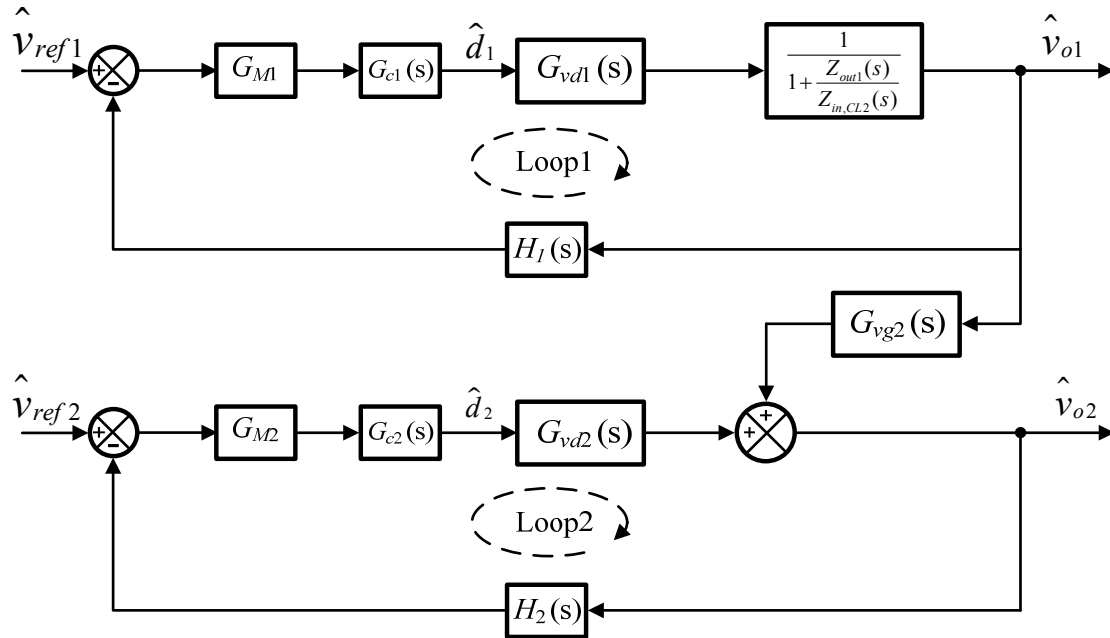 v̂ref1
+
−
GM1
Gc1(s)
d̂1
Gvd1(s)
1
1+ Zout1(s)
Zin,CL2(s)
v̂o1
Loop1
H1(s)
Gvg2(s)
v̂ref2
+
−
GM2
Gc2(s)
d̂2
Gvd2(s)
+
+
v̂o2
Loop2
H2(s)